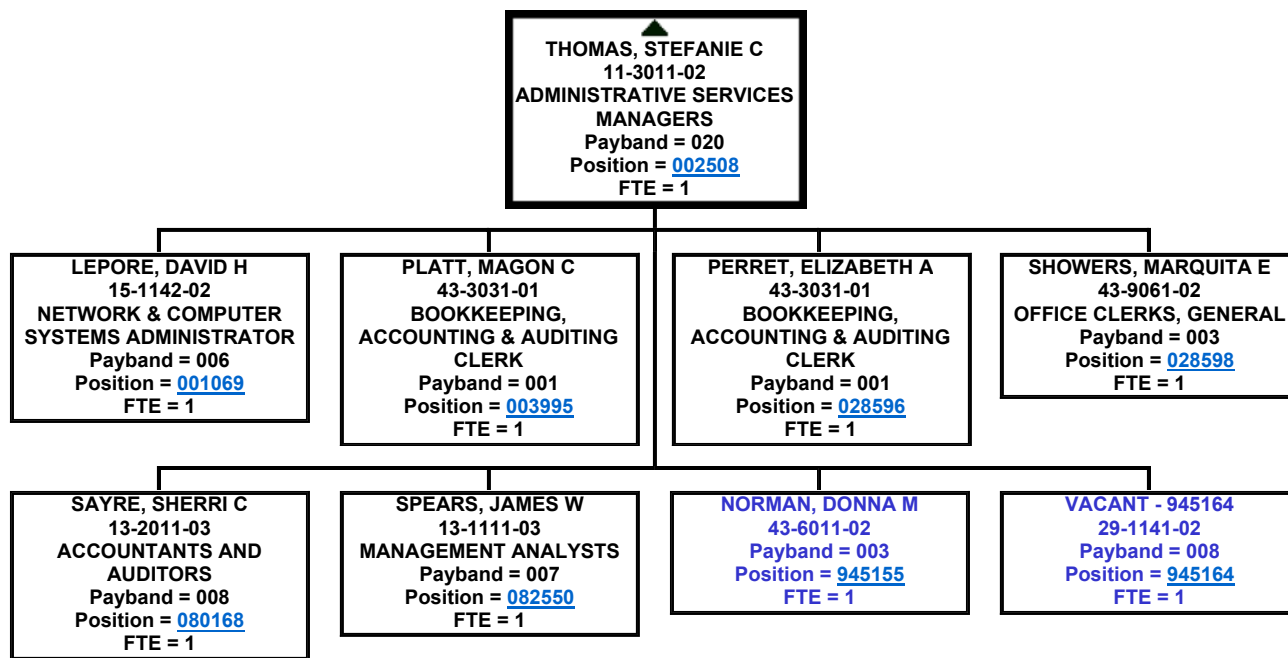 THOMAS, STEFANIE C
11-3011-02
ADMINISTRATIVE SERVICES
MANAGERS
Payband = 020
Position = 002508
FTE = 1
LEPORE, DAVID H
15-1142-02
NETWORK & COMPUTER
SYSTEMS ADMINISTRATOR
Payband = 006
Position = 001069
FTE = 1
PLATT, MAGON C
43-3031-01
BOOKKEEPING,
ACCOUNTING & AUDITING
CLERK
Payband = 001
Position = 003995
FTE = 1
PERRET, ELIZABETH A
43-3031-01
BOOKKEEPING,
ACCOUNTING & AUDITING
CLERK
Payband = 001
Position = 028596
FTE = 1
SHOWERS, MARQUITA E
43-9061-02
OFFICE CLERKS, GENERAL
Payband = 003
Position = 028598
FTE = 1
SAYRE, SHERRI C
13-2011-03
ACCOUNTANTS AND
AUDITORS
Payband = 008
Position = 080168
FTE = 1
SPEARS, JAMES W
13-1111-03
MANAGEMENT ANALYSTS
Payband = 007
Position = 082550
FTE = 1
NORMAN, DONNA M
43-6011-02
Payband = 003
Position = 945155
FTE = 1
VACANT - 945164
29-1141-02
Payband = 008
Position = 945164
FTE = 1